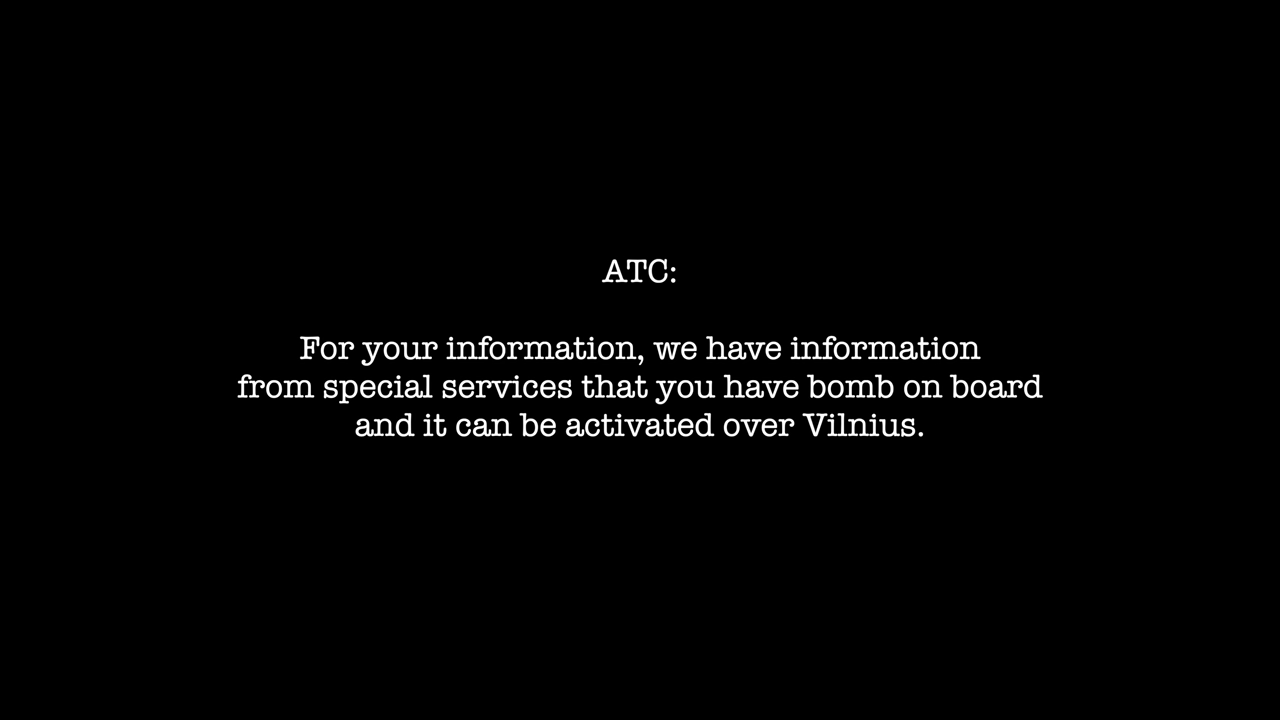 ATC:
For your information, we have information
from special services that you have bomb on board
and it can be activated over Vilnius.